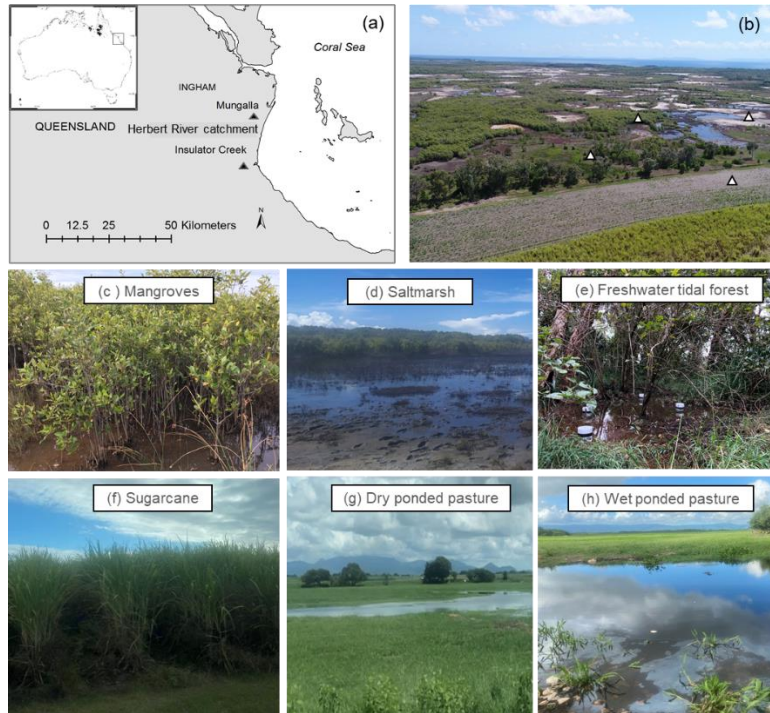 (a)
Coral Sea
INGHAM
Mungalla
QUEENSLAND
Herbert River catchment
Insulator Creek
N
0 12.5 25 50 Kilometers
(b)
(c ) Mangroves
(d) Saltmarsh
(e) Freshwater tidal forest
(f) Sugarcane
(g) Dry ponded pasture
(h) Wet ponded pasture